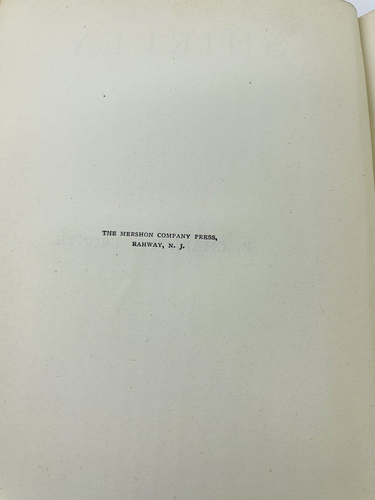 THE MERSHON COMPANY PRESS,
RAHWAY, N. J.